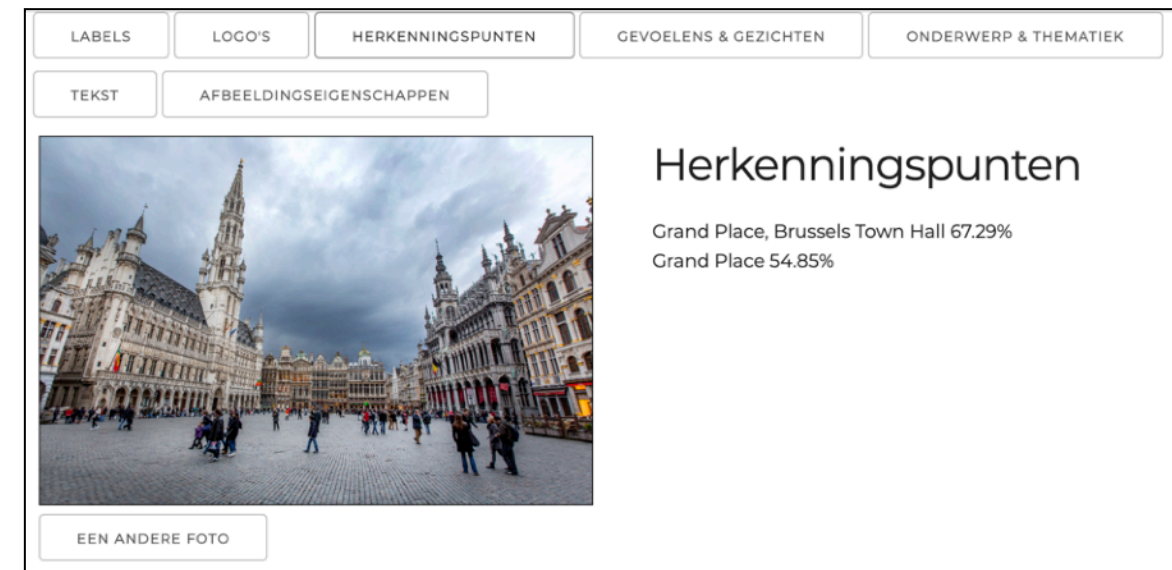 LABELS
LOGO'S
HERKENNINGSPUNTEN
GEVOELENS & GEZICHTEN
ONDERWERP & THEMATIEK
TEKST
AFBEELDINGSEIGENSCHAPPEN
Herkenningspunten
Grand Place, Brussels Town Hall 67.29%
Grand Place 54.85%
EEN ANDERE FOTO